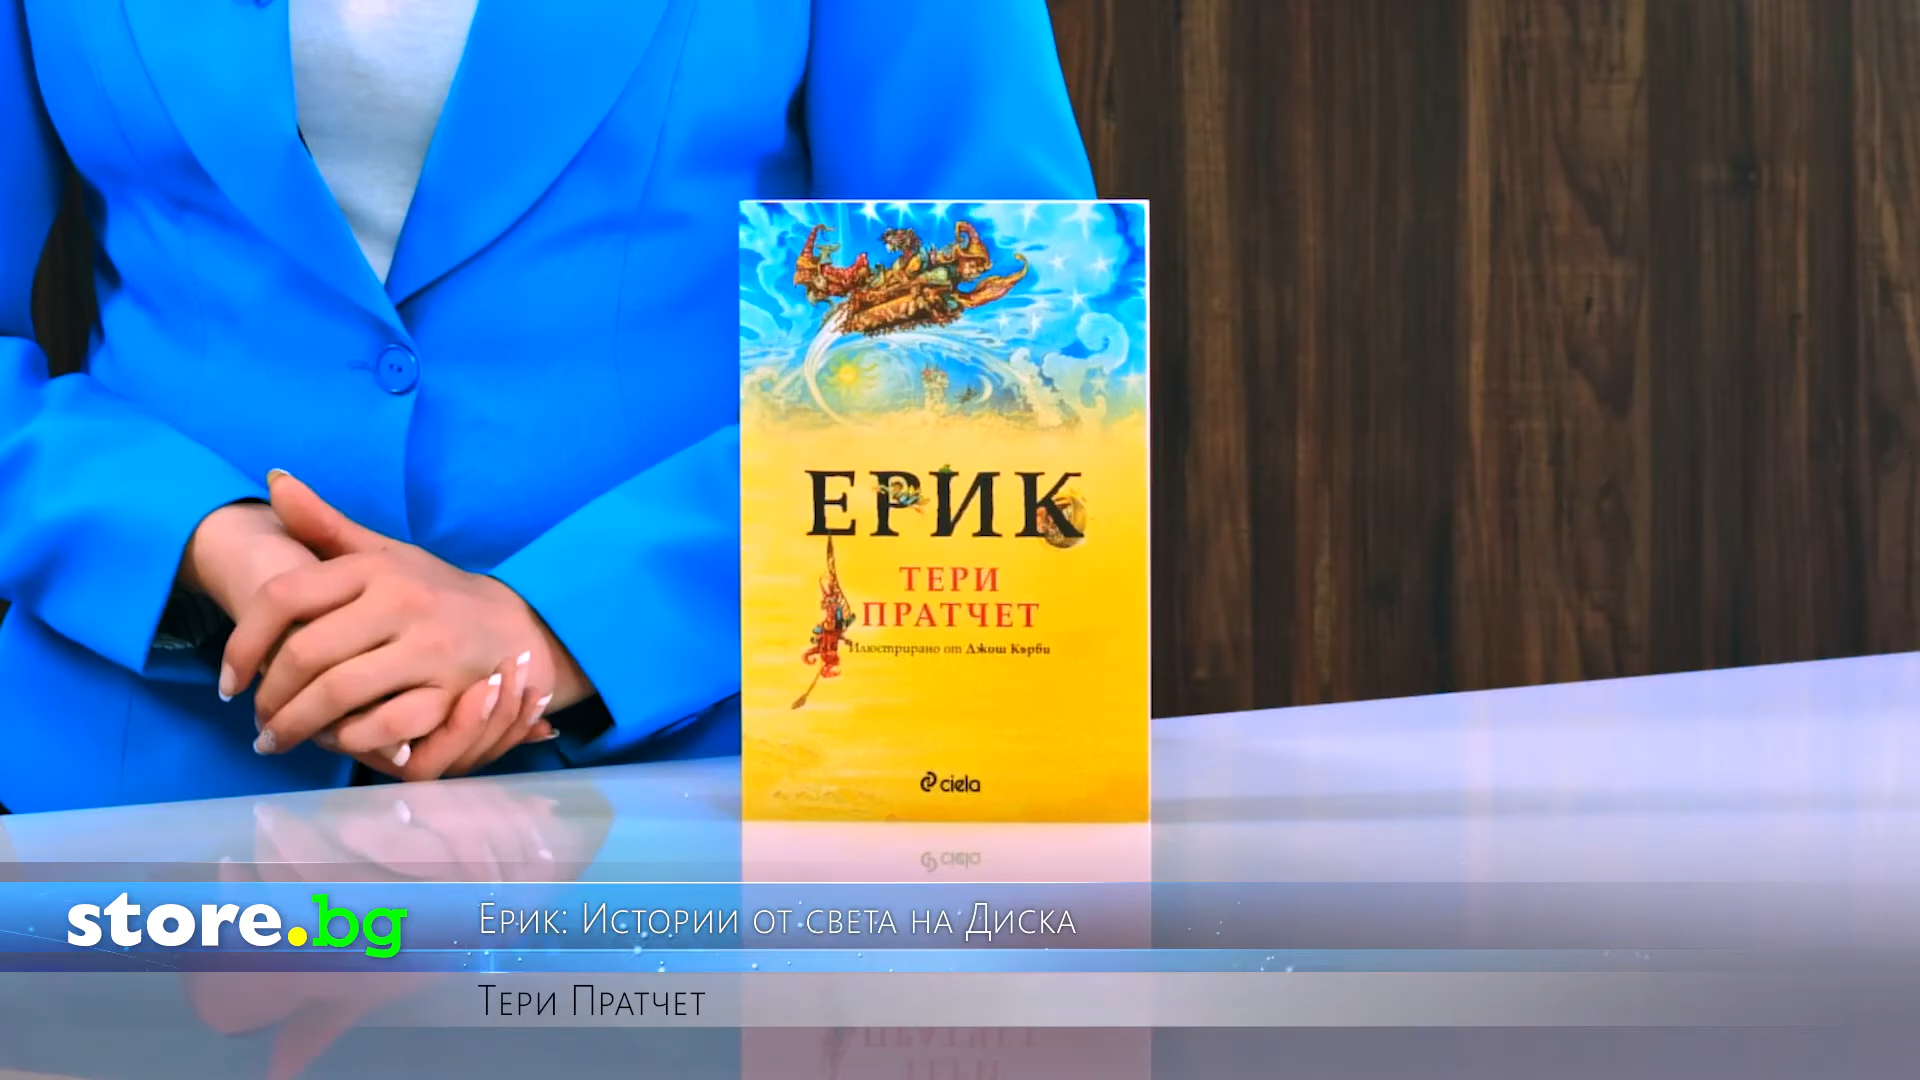 ЕРИК
ТЕРИ
ПРАТЧЕТ
Илюстрирано от Джош Кърби
ciela
store.bg
Ерик: Истории от света на Диска
Тери Пратчет